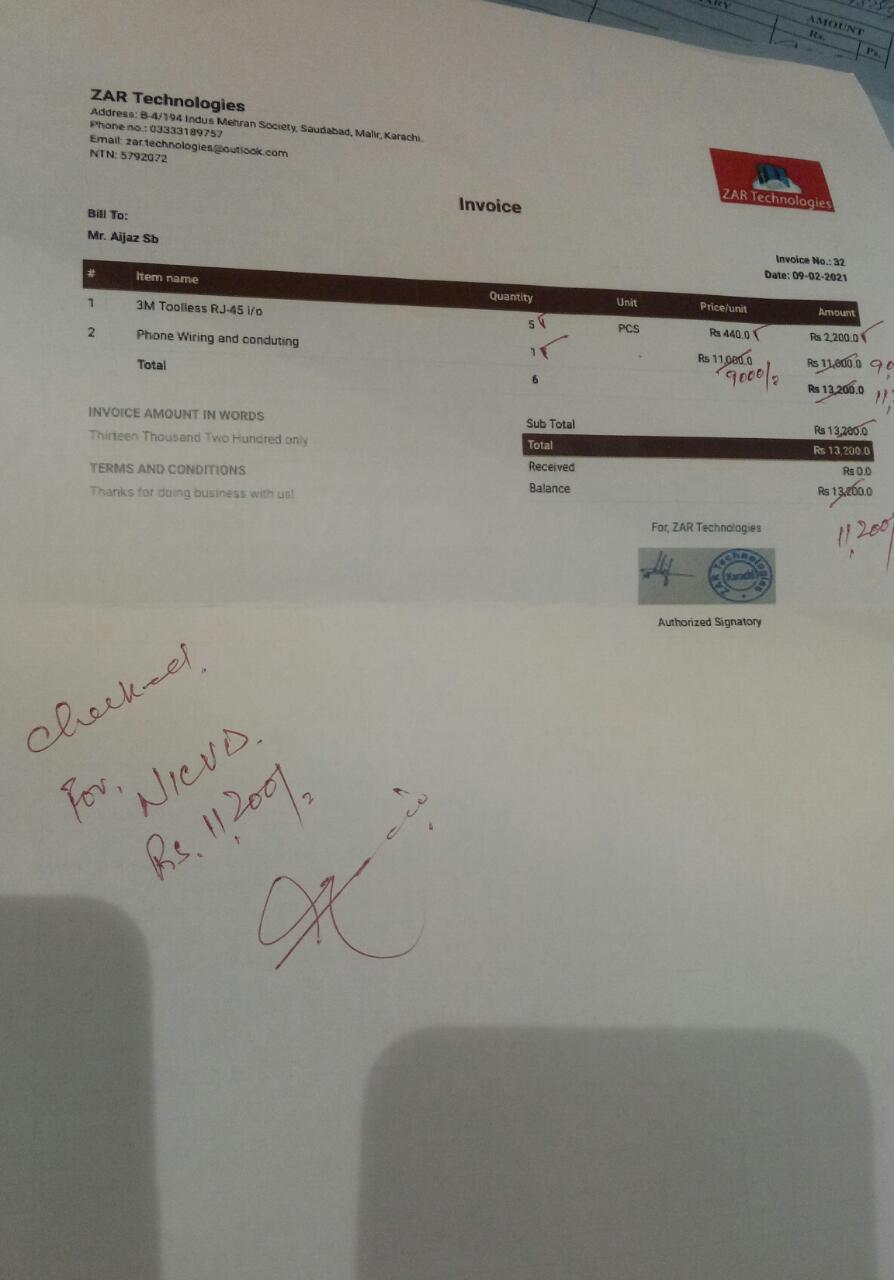 ARY
AMOUNT
Rs.
Ps.
ZAR Technologies
Address: B-4/194 Indus Mehran Society, Saudabad, Malir, Karachi.
Phone no.: 03333189757
Email: zar.technologies@outlook.com
NTN: 5792072
ZAR Technologies
Invoice
Bill To:
Mr. Aijaz Sb
Invoice No.: 32
Date: 09-02-2021
# Item name Quantity Unit Price/unit Amount
1 3M Toolless RJ-45 i/o 5 PCS Rs 440.0 Rs 2,200.0
2 Phone Wiring and conduting 1 Rs 11,000.0 Rs 11,000.0
9000/=
Total 6 Rs 13,200.0
INVOICE AMOUNT IN WORDS
Thirteen Thousand Two Hundred only
TERMS AND CONDITIONS
Thanks for doing business with us!
Sub Total Rs 13,200.0
Total Rs 13,200.0
Received Rs 0.0
Balance Rs 13,200.0
11,200/
For, ZAR Technologies
ZAR Technologies
Karachi
Authorized Signatory
Checked.
For, NICVD.
Rs. 11,200/=